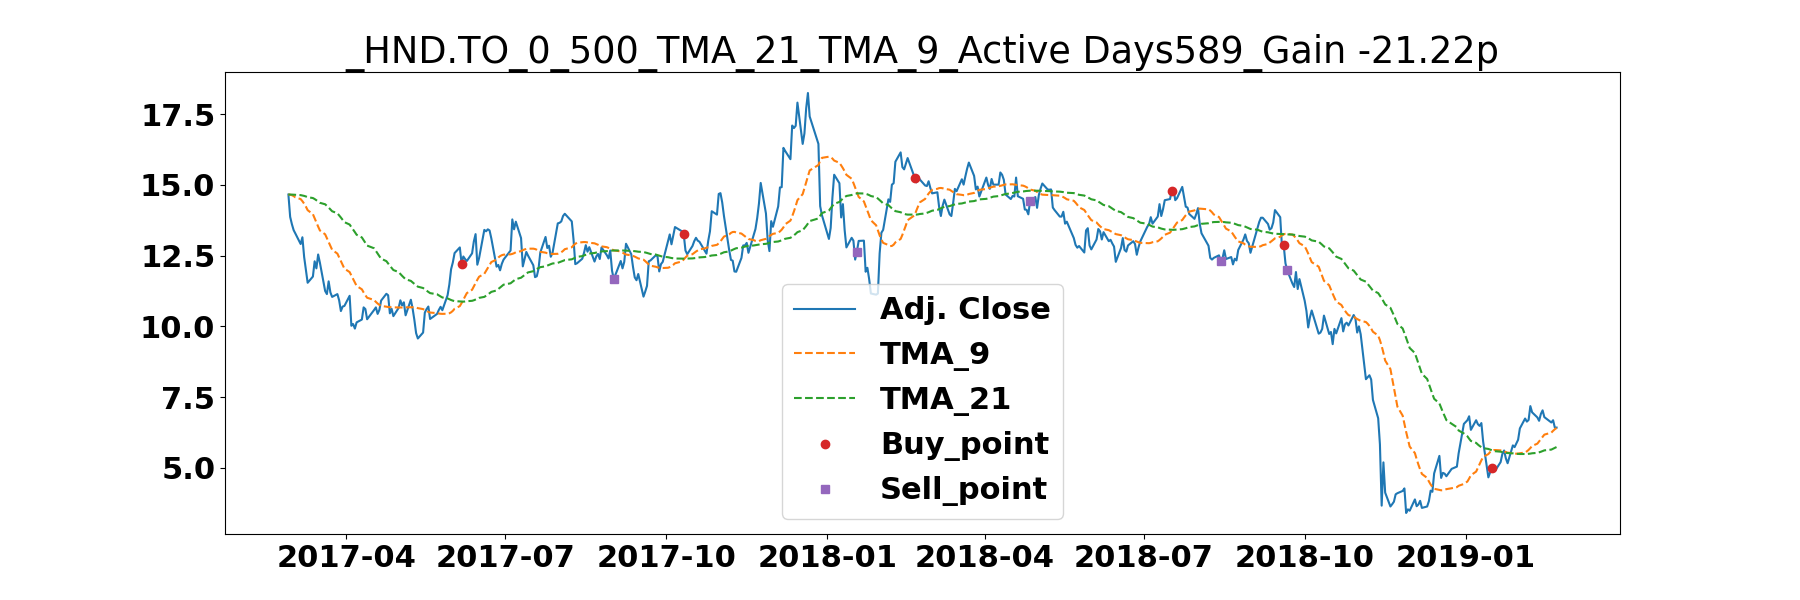 _HND.TO_0_500_TMA_21_TMA_9_Active Days589_Gain -21.22p
17.5
15.0
12.5
10.0
7.5
5.0
Adj. Close
TMA_9
TMA_21
Buy_point
Sell_point
2017-04 2017-07 2017-10 2018-01 2018-04 2018-07 2018-10 2019-01